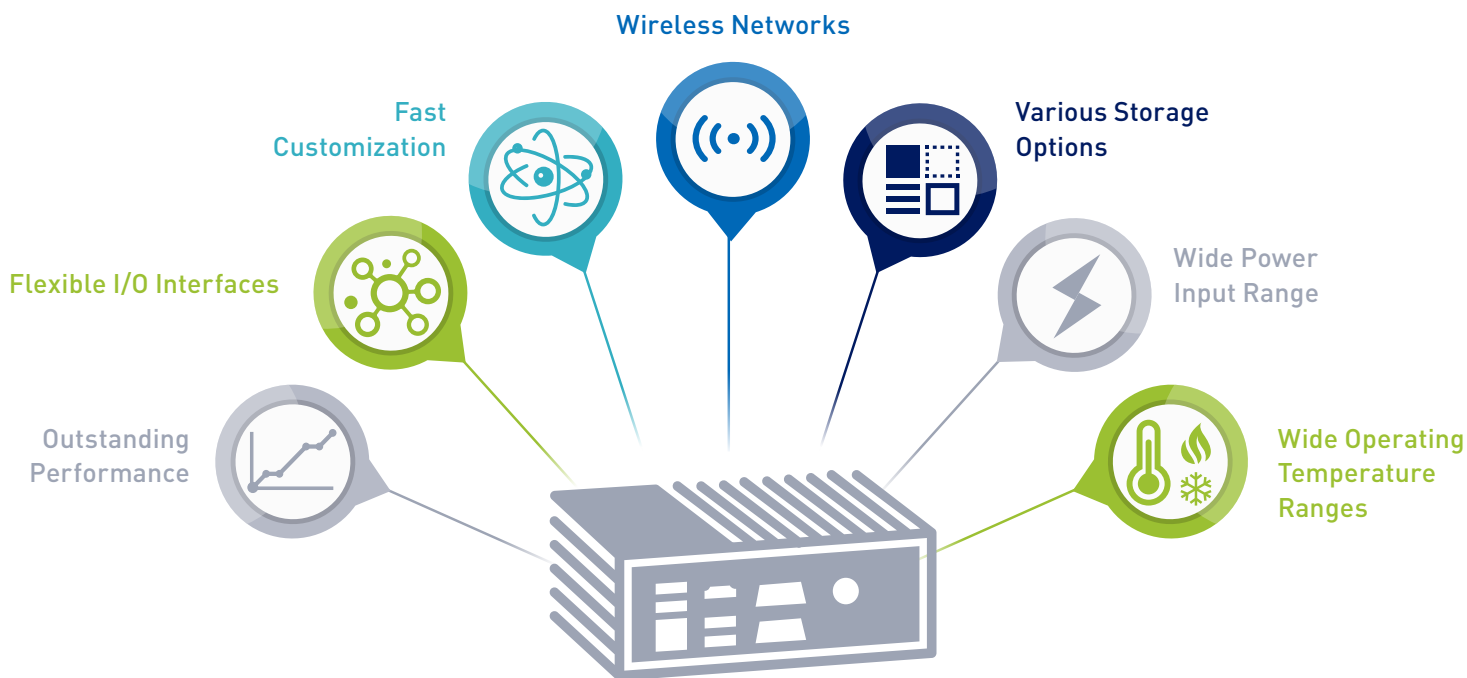 Wireless Networks
Fast
Customization
Various Storage
Options
Flexible I/O Interfaces
Wide Power
Input Range
Outstanding
Performance
Wide Operating
Temperature
Ranges